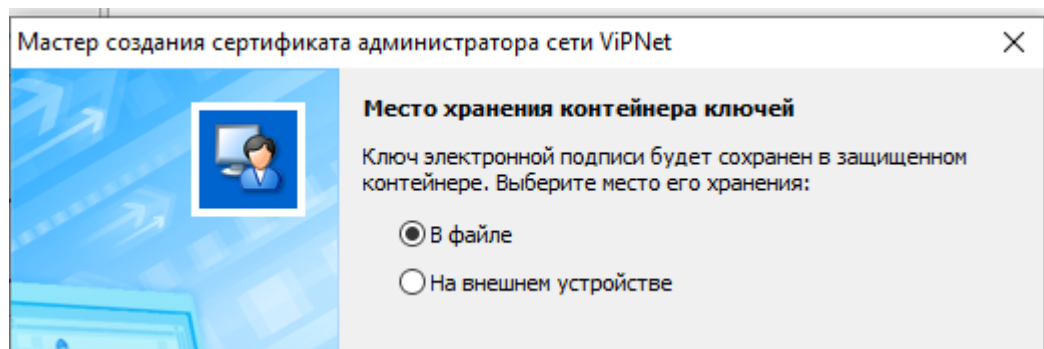 Мастер создания сертификата администратора сети ViPNet
Место хранения контейнера ключей
Ключ электронной подписи будет сохранен в защищенном
контейнере. Выберите место его хранения:
В файле
На внешнем устройстве